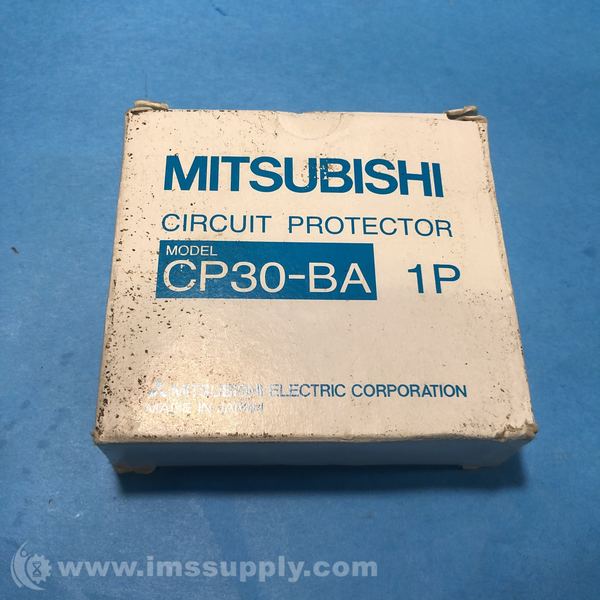 MITSUBISHI
CIRCUIT PROTECTOR
MODEL
CP30-BA 1P
MITSUBISHI ELECTRIC CORPORATION
MADE IN JAPAN
www.imssupply.com